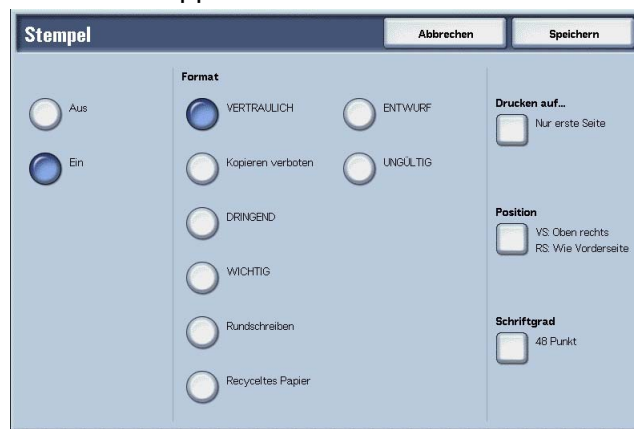 Stempel
Abbrechen
Speichern
Aus
Ein
Format
VERTRAULICH
Kopieren verboten
DRINGEND
WICHTIG
Rundschreiben
Recyceltes Papier
ENTWURF
UNGÜLTIG
Drucken auf...
Nur erste Seite
Position
VS: Oben rechts
RS: Wie Vorderseite
Schriftgrad
48 Punkt